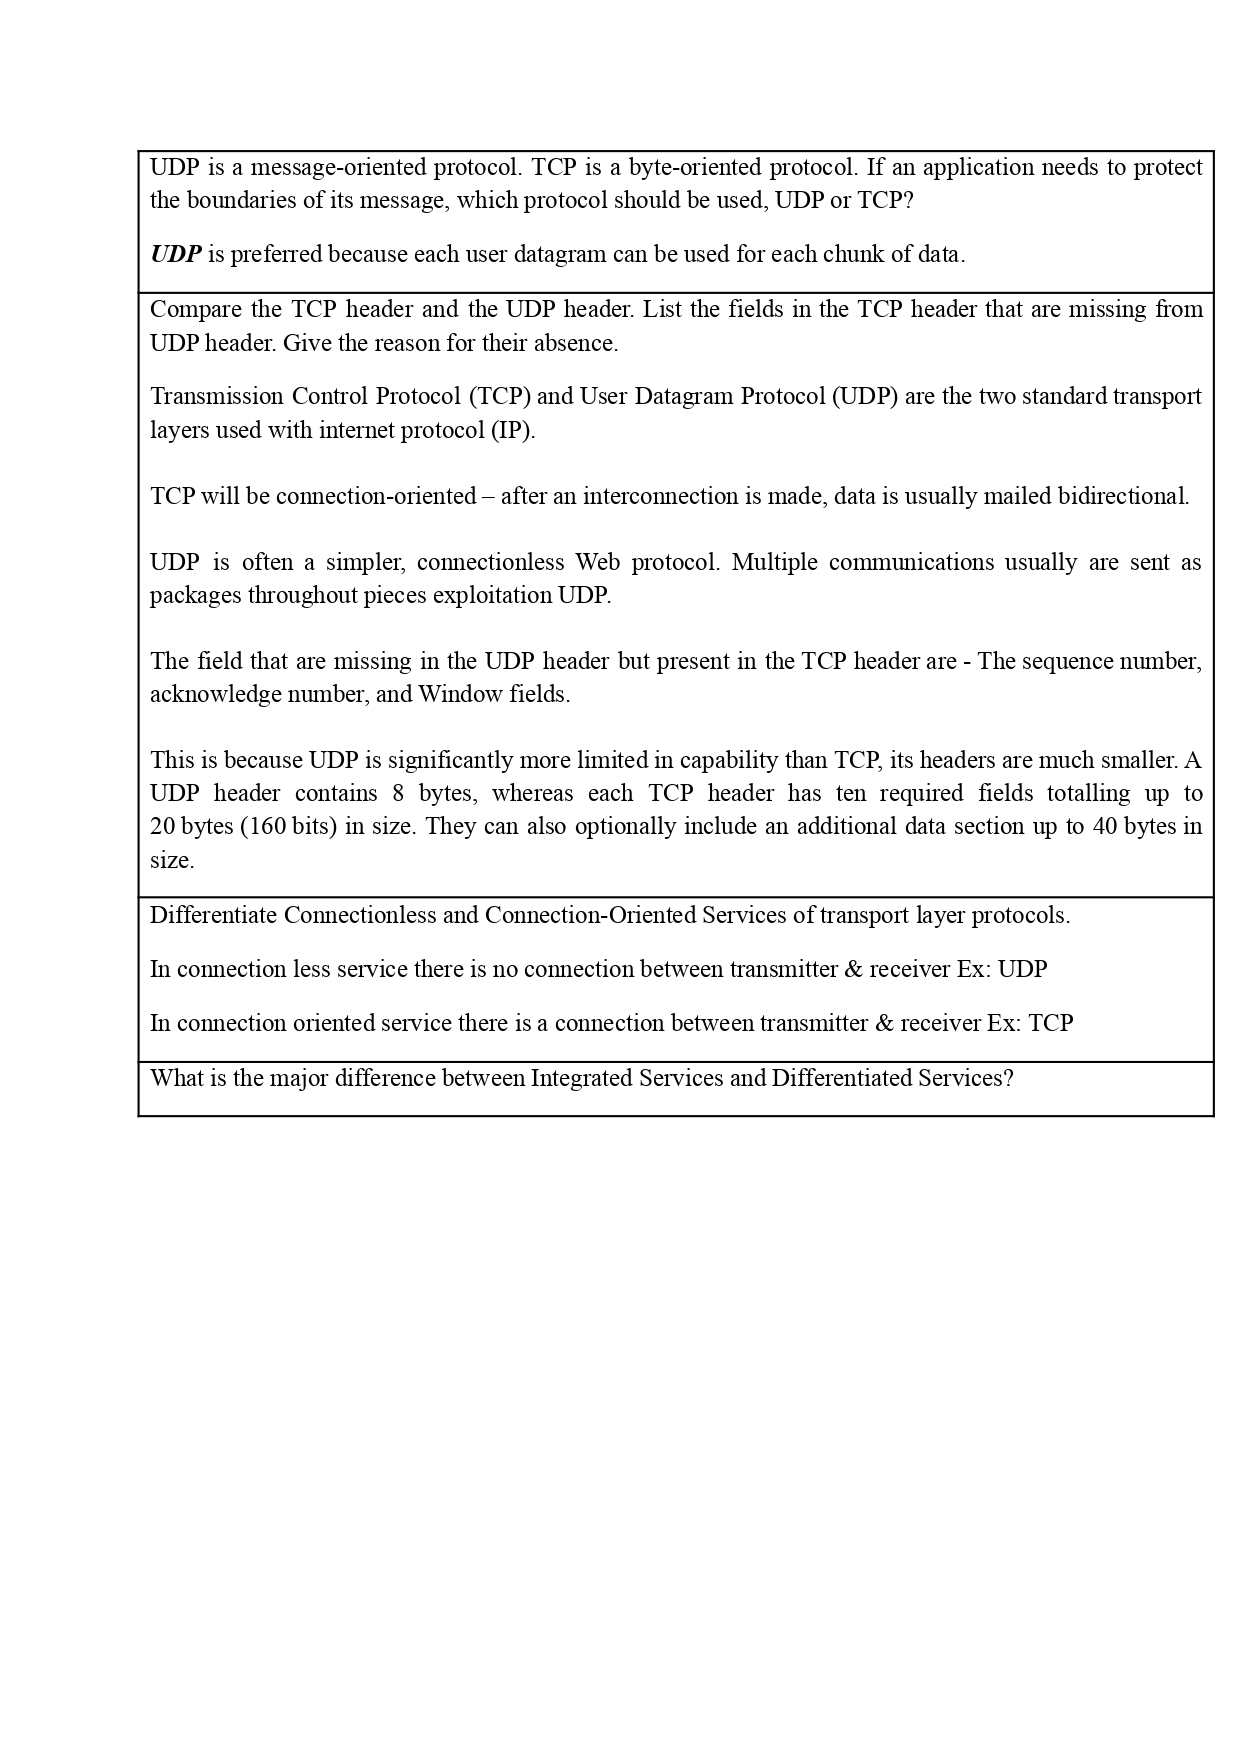 UDP is a message-oriented protocol. TCP is a byte-oriented protocol. If an application needs to protect
the boundaries of its message, which protocol should be used, UDP or TCP?
UDP is preferred because each user datagram can be used for each chunk of data.
Compare the TCP header and the UDP header. List the fields in the TCP header that are missing from
UDP header. Give the reason for their absence.
Transmission Control Protocol (TCP) and User Datagram Protocol (UDP) are the two standard transport
layers used with internet protocol (IP).
TCP will be connection-oriented – after an interconnection is made, data is usually mailed bidirectional.
UDP is often a simpler, connectionless Web protocol. Multiple communications usually are sent as
packages throughout pieces exploitation UDP.
The field that are missing in the UDP header but present in the TCP header are - The sequence number,
acknowledge number, and Window fields.
This is because UDP is significantly more limited in capability than TCP, its headers are much smaller. A
UDP header contains 8 bytes, whereas each TCP header has ten required fields totalling up to
20 bytes (160 bits) in size. They can also optionally include an additional data section up to 40 bytes in
size.
Differentiate Connectionless and Connection-Oriented Services of transport layer protocols.
In connection less service there is no connection between transmitter & receiver Ex: UDP
In connection oriented service there is a connection between transmitter & receiver Ex: TCP
What is the major difference between Integrated Services and Differentiated Services?